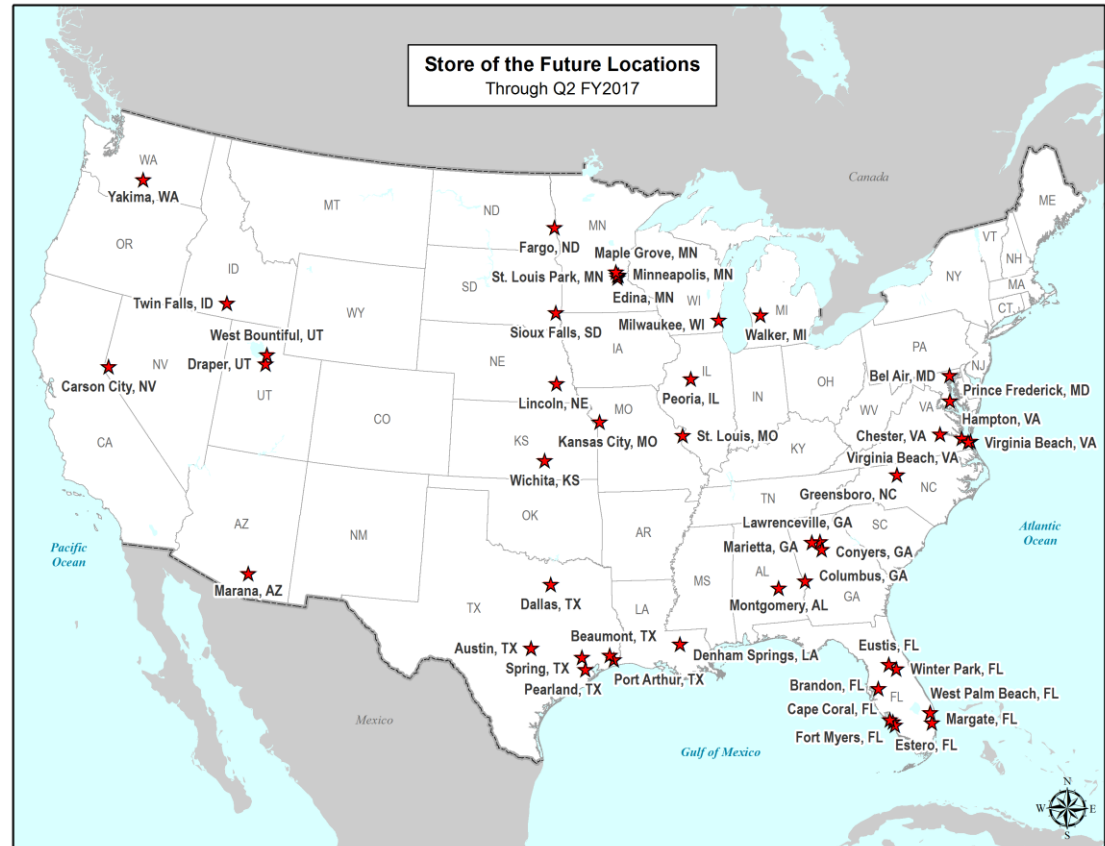 Store of the Future Locations
Through Q2 FY2017
Canada
WA
Yakima, WA
MT
ND
MN
ME
Fargo, ND
Maple Grove, MN
VT
OR
NH
ID
St. Louis Park, MN
Minneapolis, MN
NY
MA
SD
Edina, MN
WI
CT
Twin Falls, ID
WY
MI
Sioux Falls, SD
Milwaukee, WI
Walker, MI
West Bountiful, UT
IA
PA
NJ
NE
Draper, UT
NV
OH
Bel Air, MD
Carson City, NV
IL
IN
Prince Frederick, MD
UT
Lincoln, NE
Peoria, IL
VA
CO
MO
WV
Hampton, VA
CA
KS
Kansas City, MO
St. Louis, MO
Chester, VA
Virginia Beach, VA
KY
Virginia Beach, VA
Wichita, KS
Greensboro, NC
NC
TN
OK
Lawrenceville, GA
SC
AZ
NM
AR
Atlantic
Ocean
Pacific
Ocean
Marietta, GA
Conyers, GA
MS
AL
Columbus, GA
Marana, AZ
Dallas, TX
Montgomery, AL
GA
TX
LA
Beaumont, TX
Austin, TX
Denham Springs, LA
Eustis, FL
Spring, TX
Winter Park, FL
Port Arthur, TX
Pearland, TX
Brandon, FL
West Palm Beach, FL
FL
Cape Coral, FL
Margate, FL
Mexico
Fort Myers, FL
Estero, FL
Gulf of Mexico
N
W
E
S